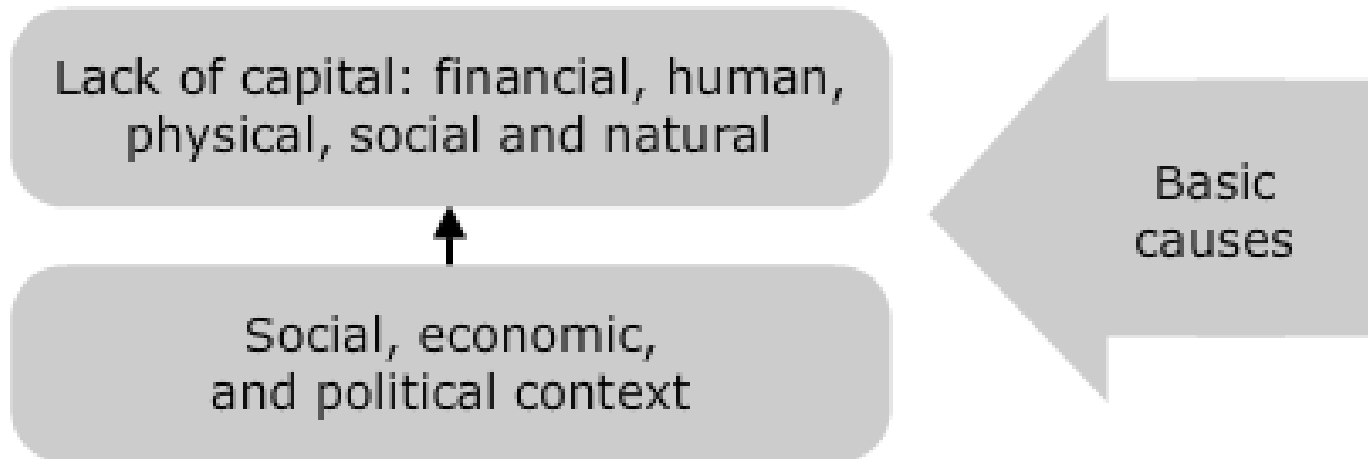 Lack of capital: financial, human,
physical, social and natural
Social, economic,
and political context
Basic
causes